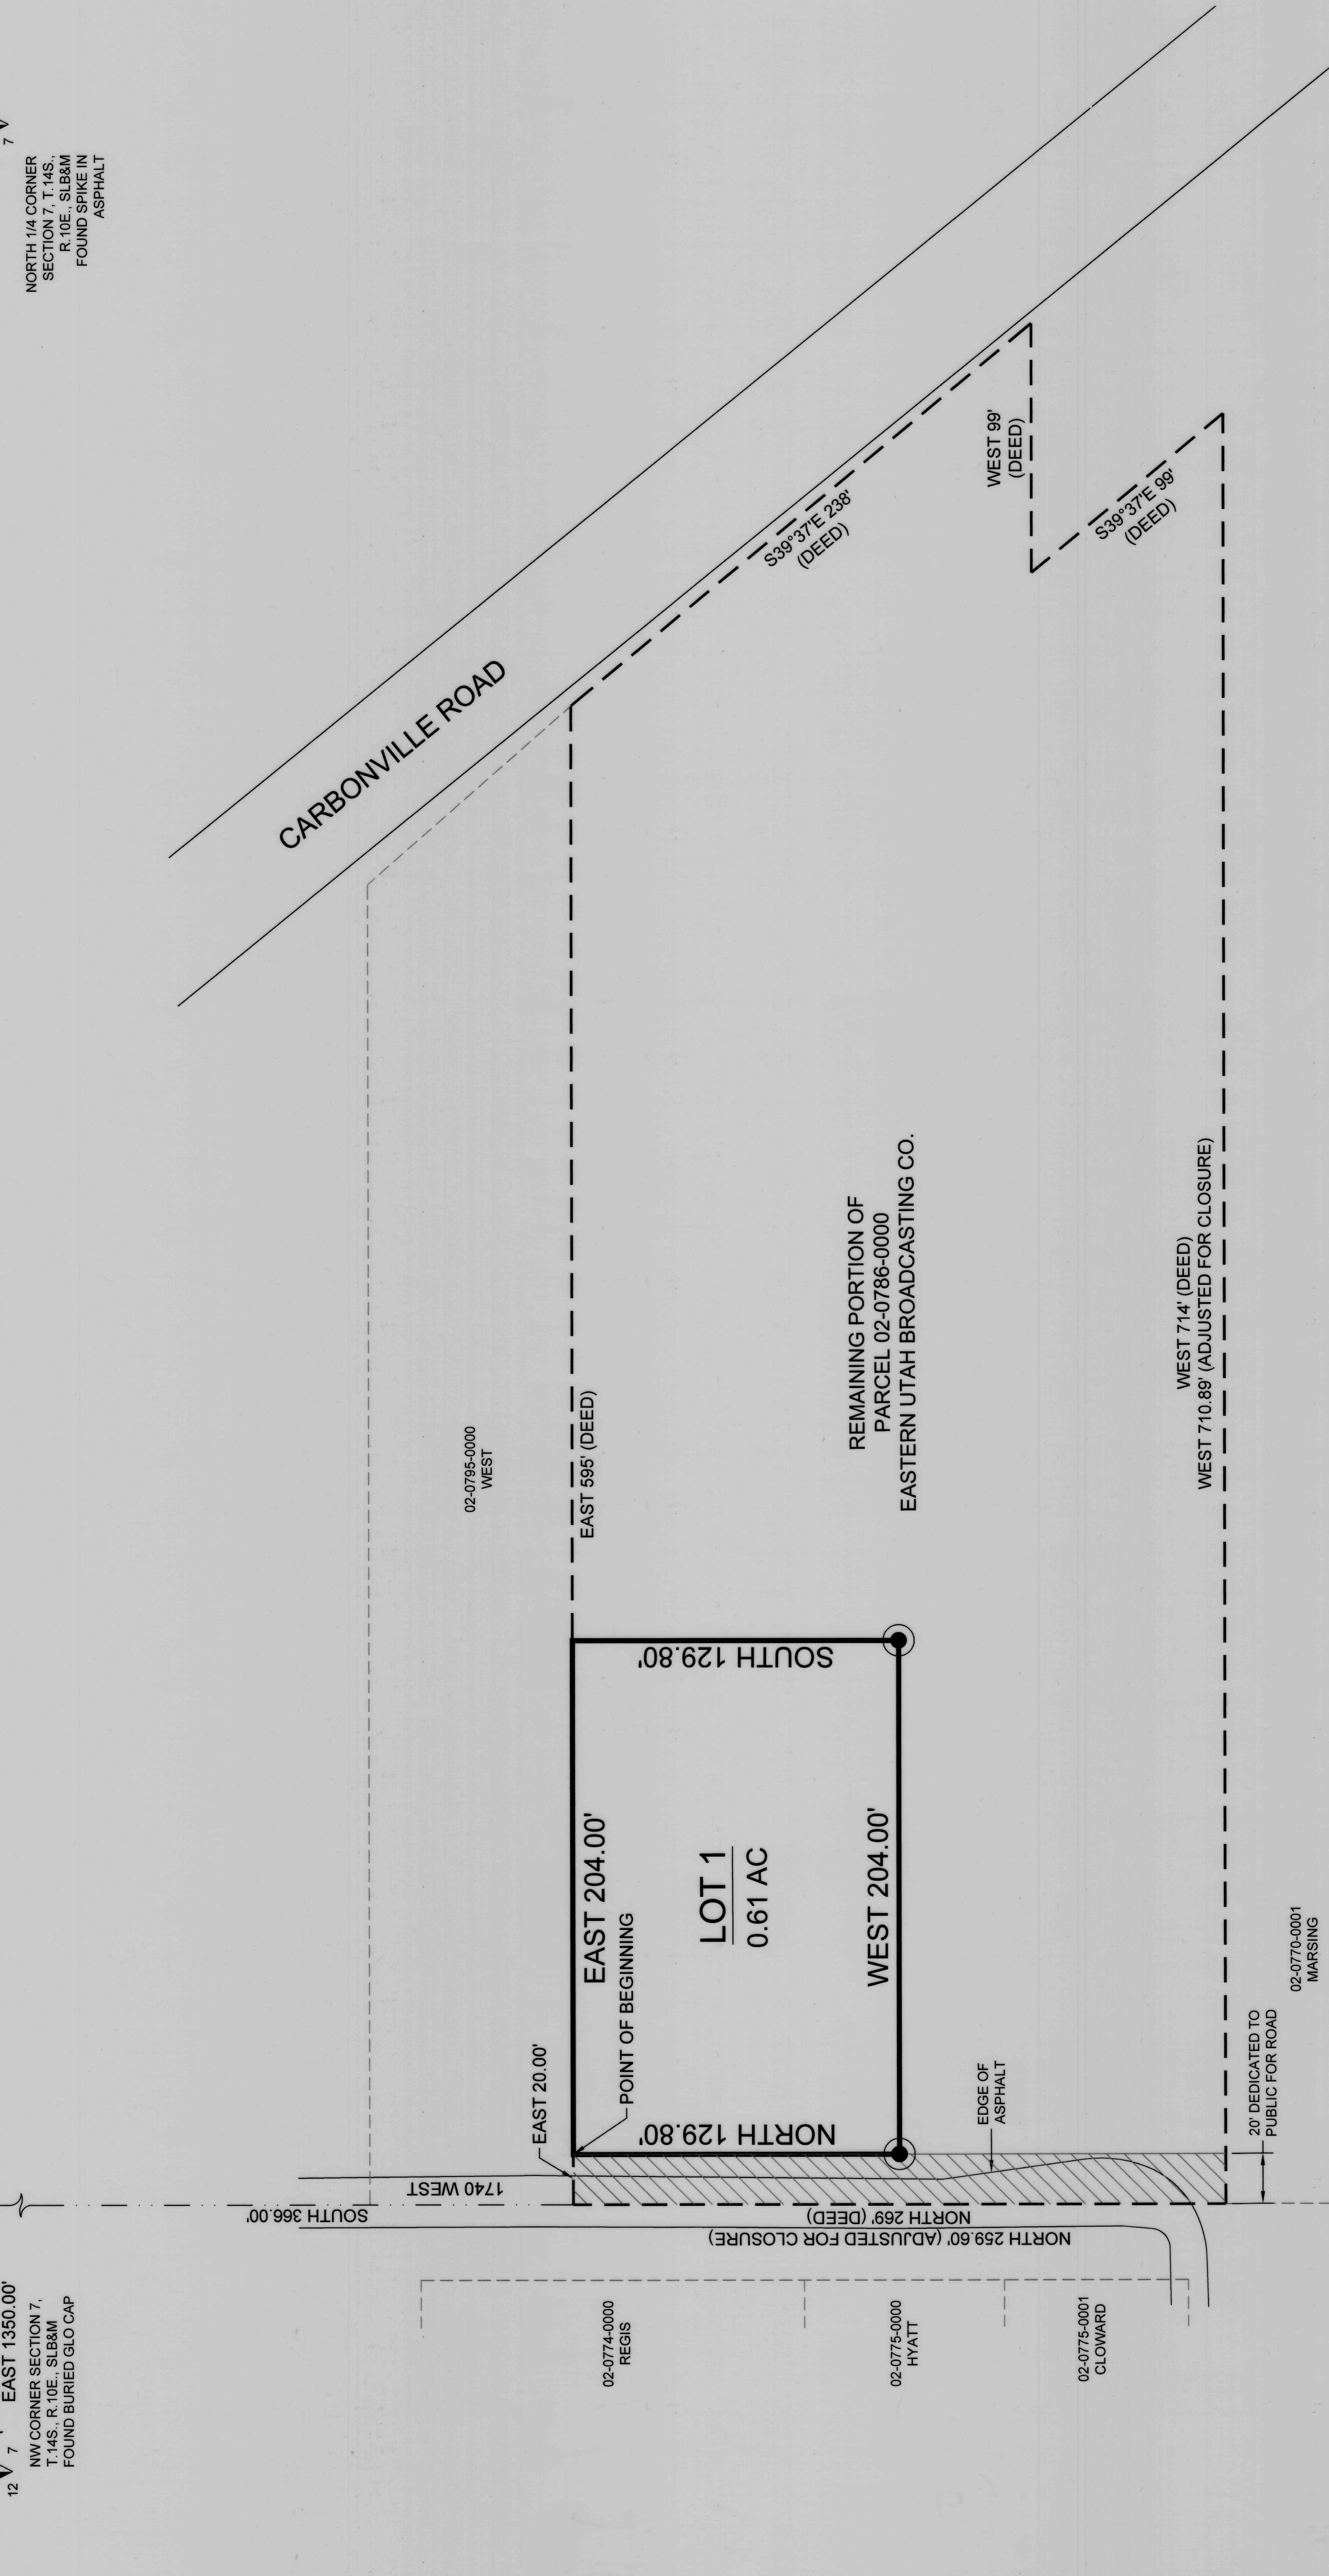 12
7
EAST 1350.00'
NW CORNER SECTION 7,
T.14S., R.10E., SLB&M
FOUND BURIED GLO CAP
7
NORTH 1/4 CORNER
SECTION 7, T.14S.,
R.10E., SLB&M
FOUND SPIKE IN
ASPHALT
SOUTH 366.00'
1740 WEST
CARBONVILLE ROAD
02-0795-0000
WEST
EAST 20.00'
EAST 595' (DEED)
EAST 204.00'
POINT OF BEGINNING
NORTH 129.80'
SOUTH 129.80'
LOT 1
0.61 AC
WEST 204.00'
S39°37'E 238'
(DEED)
WEST 99'
(DEED)
S39°37'E 99'
(DEED)
REMAINING PORTION OF
PARCEL 02-0786-0000
EASTERN UTAH BROADCASTING CO.
NORTH 269' (DEED)
NORTH 259.60' (ADJUSTED FOR CLOSURE)
EDGE OF
ASPHALT
WEST 714' (DEED)
WEST 710.89' (ADJUSTED FOR CLOSURE)
02-0774-0000
REGIS
02-0775-0000
HYATT
02-0775-0001
CLOWARD
20' DEDICATED TO
PUBLIC FOR ROAD
02-0770-0001
MARSING